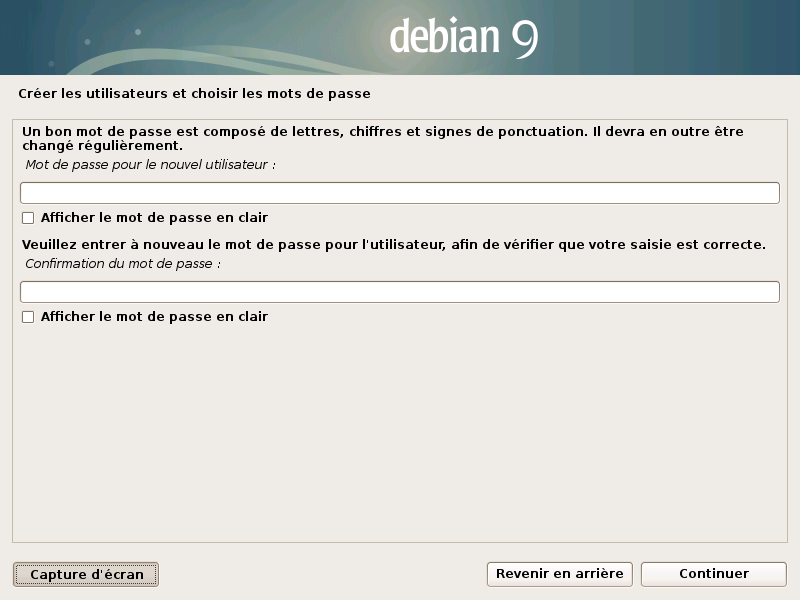 debian 9
Créer les utilisateurs et choisir les mots de passe
Un bon mot de passe est composé de lettres, chiffres et signes de ponctuation. Il devra en outre être
changé régulièrement.
Mot de passe pour le nouvel utilisateur :
Afficher le mot de passe en clair
Veuillez entrer à nouveau le mot de passe pour l'utilisateur, afin de vérifier que votre saisie est correcte.
Confirmation du mot de passe :
Afficher le mot de passe en clair
Capture d'écran
Revenir en arrière
Continuer